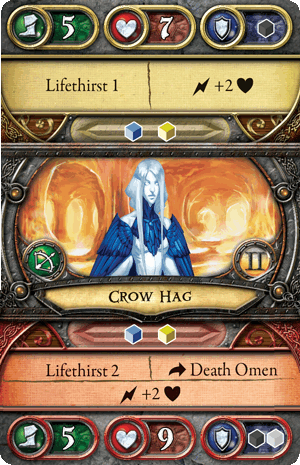 5 7
Lifethirst 1 +2
II
CROW HAG
Lifethirst 2 Death Omen
+2
5 9